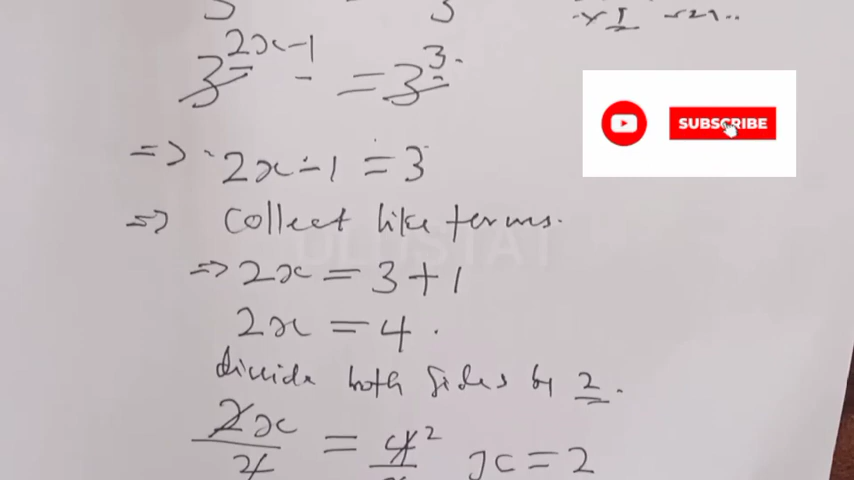 3^{2x-1} = 3^3
SUBSCRIBE
=> 2x-1 = 3
=> Collect like terms.
=> 2x = 3+1
2x = 4.
divide both sides by 2.
2x = 4 2 x = 2
2